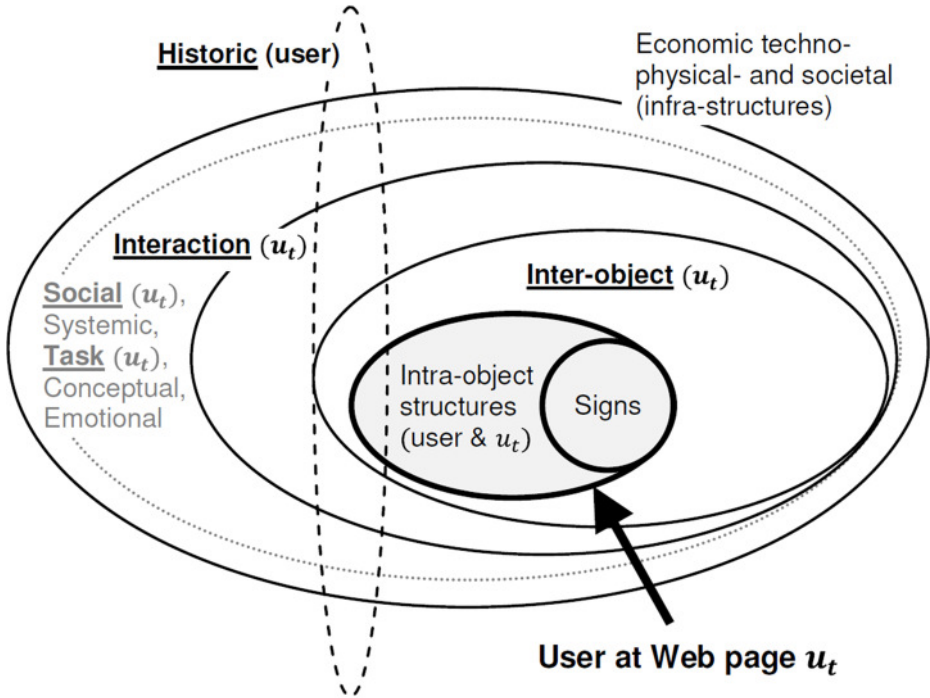 Historic (user)
Economic techno-
physical- and societal
(infra-structures)
Interaction (u_t)
Inter-object (u_t)
Social (u_t),
Systemic,
Task (u_t),
Conceptual,
Emotional
Intra-object
structures
(user & u_t)
Signs
User at Web page u_t